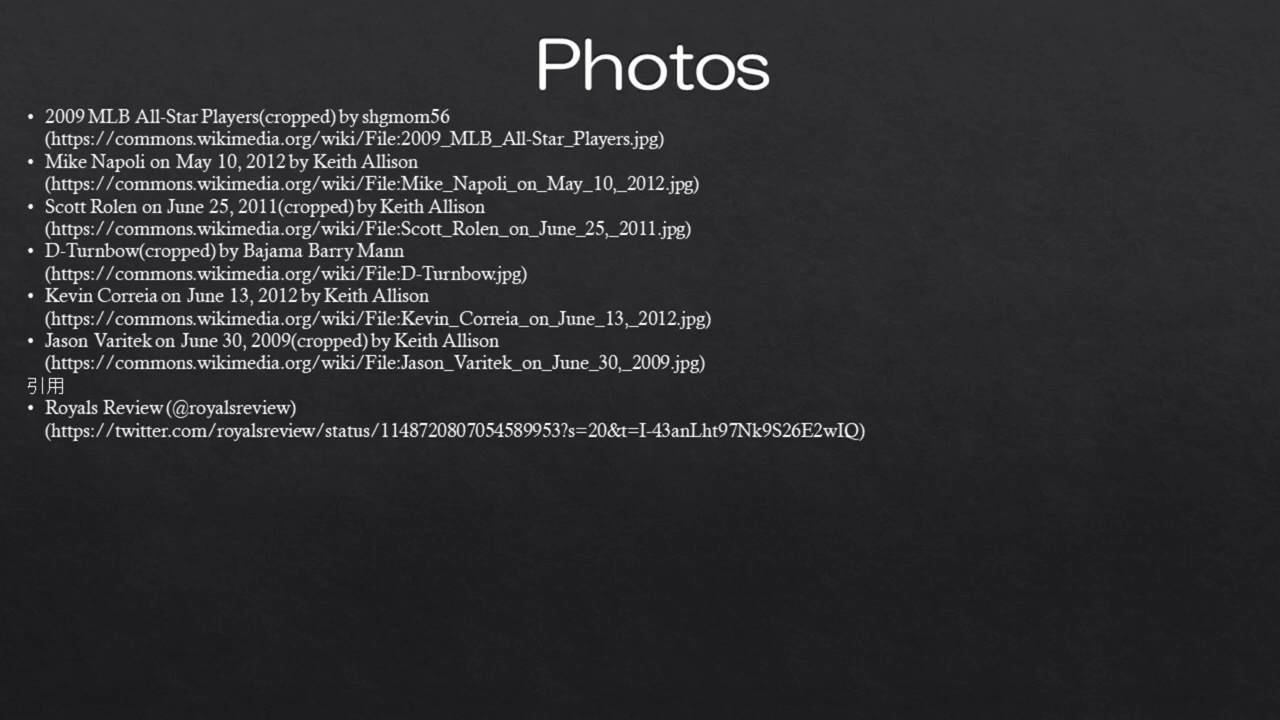 Photos
• 2009 MLB All-Star Players(cropped) by shgmom56
(https://commons.wikimedia.org/wiki/File:2009_MLB_All-Star_Players.jpg)
• Mike Napoli on May 10, 2012 by Keith Allison
(https://commons.wikimedia.org/wiki/File:Mike_Napoli_on_May_10,_2012.jpg)
• Scott Rolen on June 25, 2011(cropped) by Keith Allison
(https://commons.wikimedia.org/wiki/File:Scott_Rolen_on_June_25,_2011.jpg)
• D-Turnbow(cropped) by Bajama Barry Mann
(https://commons.wikimedia.org/wiki/File:D-Turnbow.jpg)
• Kevin Correia on June 13, 2012 by Keith Allison
(https://commons.wikimedia.org/wiki/File:Kevin_Correia_on_June_13,_2012.jpg)
• Jason Varitek on June 30, 2009(cropped) by Keith Allison
(https://commons.wikimedia.org/wiki/File:Jason_Varitek_on_June_30,_2009.jpg)
引用
• Royals Review (@royalsreview)
(https://twitter.com/royalsreview/status/1148720807054589953?s=20&t=I-43anLht97Nk9S26E2wIQ)